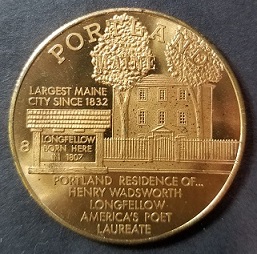 LARGEST MAINE
CITY SINCE 1832
8
LONGFELLOW
BORN HERE
IN 1807
PORTLAND RESIDENCE OF...
HENRY WADSWORTH
LONGFELLOW
AMERICA'S POET
LAUREATE